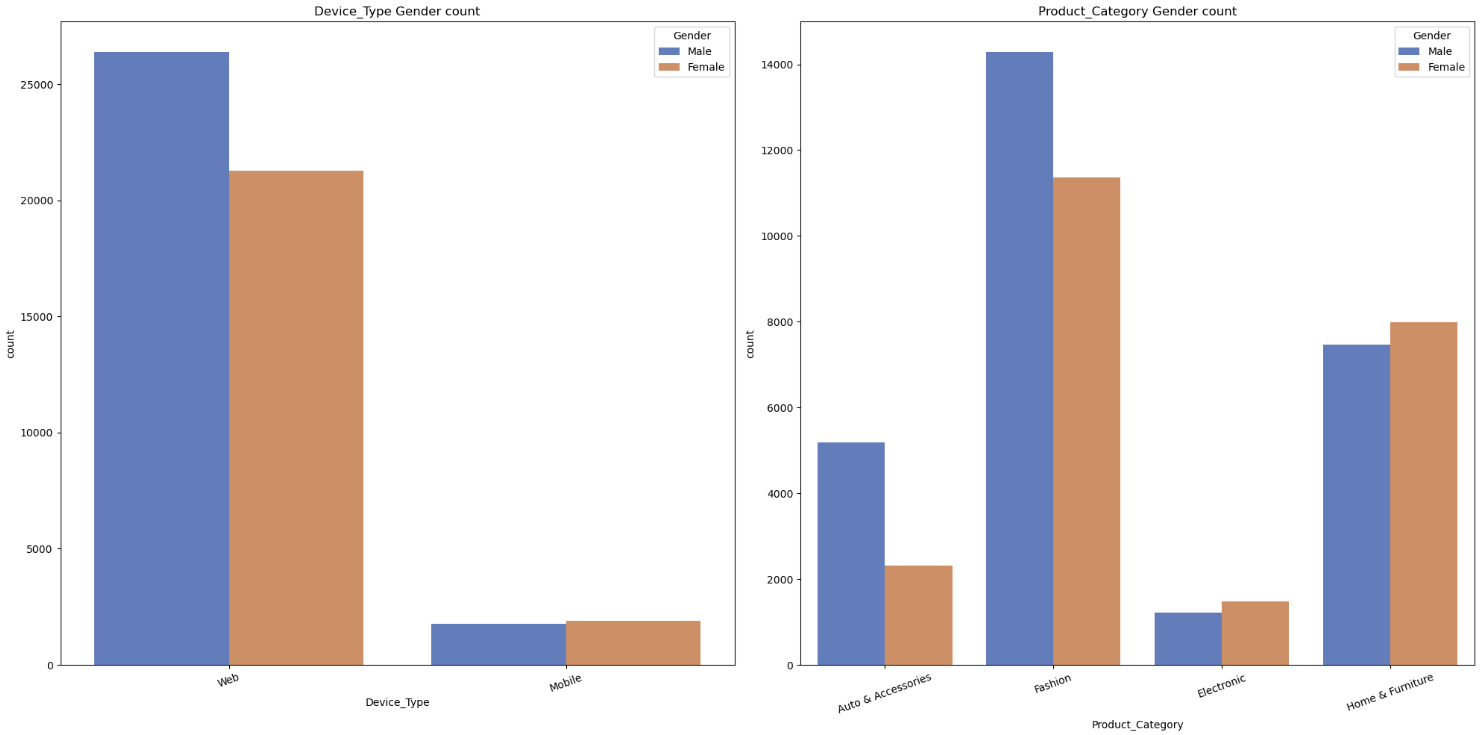 Device_Type Gender count
Gender
Male
Female
25000
20000
15000
10000
5000
0
count
Web
Mobile
Device_Type
Product_Category Gender count
Gender
Male
Female
14000
12000
10000
8000
6000
4000
2000
0
count
Auto & Accessories
Fashion
Electronic
Home & Furniture
Product_Category